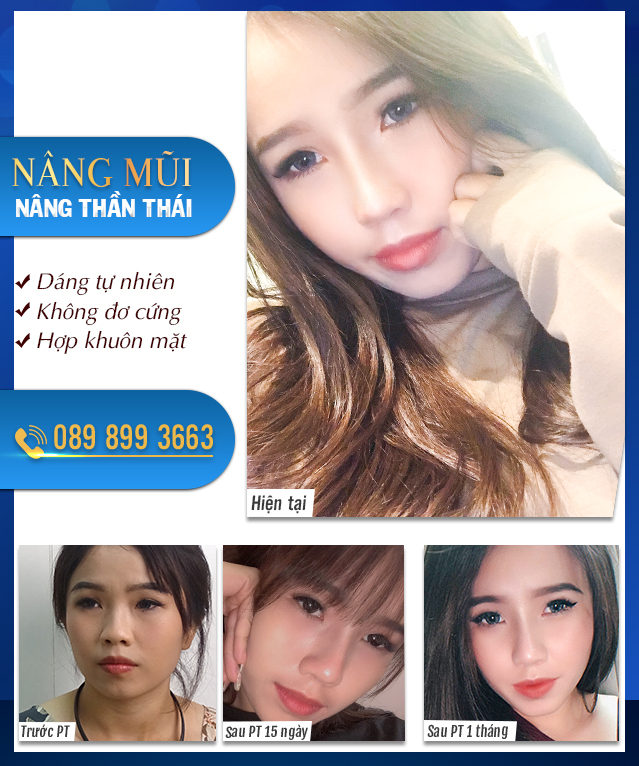 NÂNG MŨI
NÂNG THẦN THÁI
Dáng tự nhiên
Không đơ cứng
Hợp khuôn mặt
089 899 3663
Hiện tại
Trước PT
Sau PT 15 ngày
Sau PT 1 tháng